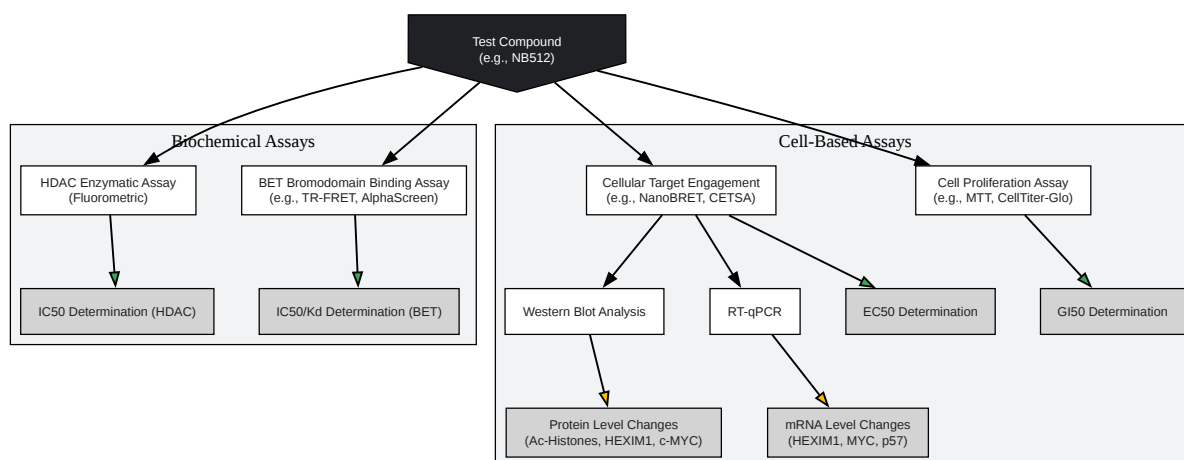 Test Compound
(e.g., NB512)
Biochemical Assays
Cell-Based Assays
HDAC Enzymatic Assay
(Fluorometric)
BET Bromodomain Binding Assay
(e.g., TR-FRET, AlphaScreen)
Cellular Target Engagement
(e.g., NanoBRET, CETSA)
Cell Proliferation Assay
(e.g., MTT, CellTiter-Glo)
IC50 Determination (HDAC)
IC50/Kd Determination (BET)
Western Blot Analysis
RT-qPCR
EC50 Determination
GI50 Determination
Protein Level Changes
(Ac-Histones, HEXIM1, c-MYC)
mRNA Level Changes
(HEXIM1, MYC, p57)